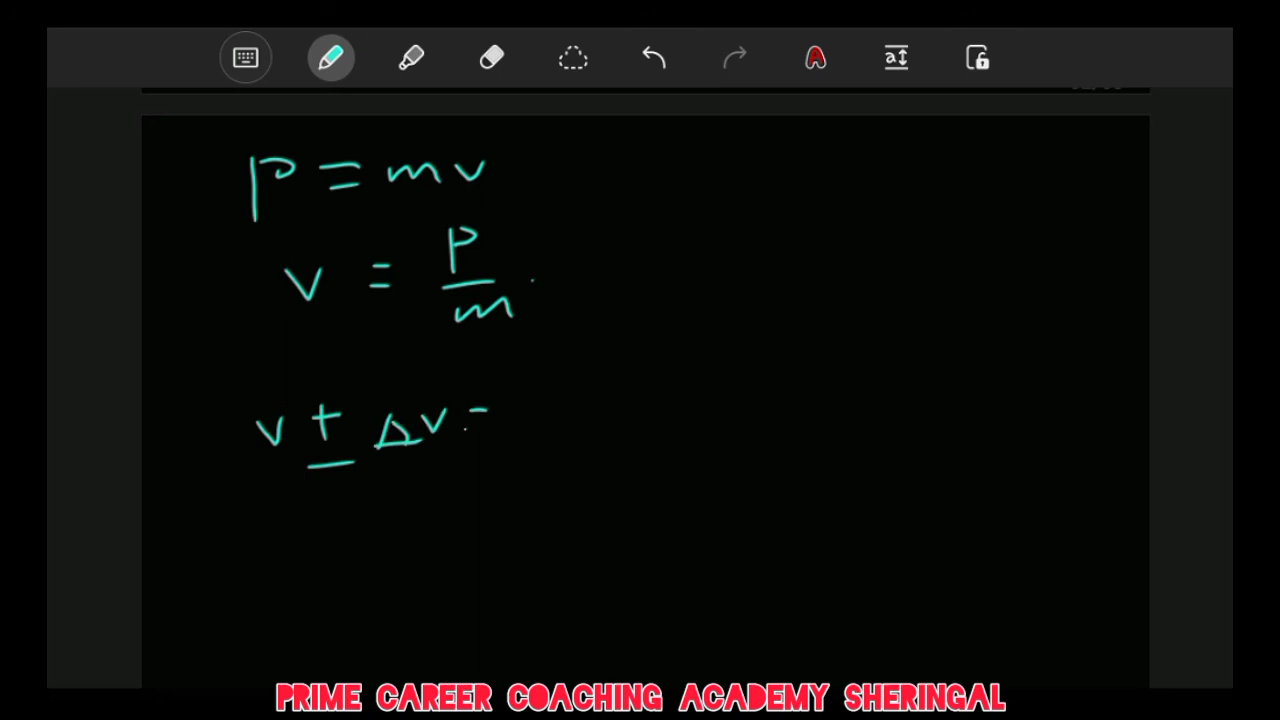 p = mv
v = p/m
v ± Δv =
PRIME CAREER COACHING ACADEMY SHERINGAL